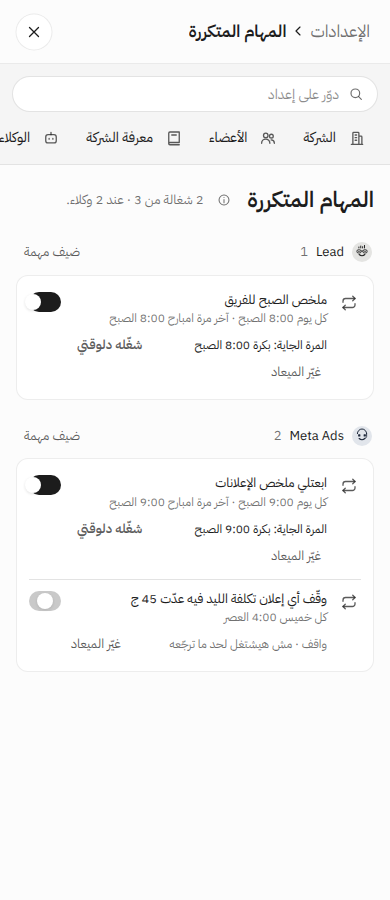 الإعدادات
المهام المتكررة
دوّر على إعداد
الشركة
الأعضاء
معرفة الشركة
الوكلاء
المهام المتكررة
2 شغالة من 3 · عند 2 وكلاء.
Lead 1
ضيف مهمة
ملخص الصبح للفريق
كل يوم 8:00 الصبح · آخر مرة امبارح 8:00 الصبح
المرة الجاية: بكرة 8:00 الصبح
شغّله دلوقتي
غيّر الميعاد
Meta Ads 2
ضيف مهمة
ابعتلي ملخص الإعلانات
كل يوم 9:00 الصبح · آخر مرة امبارح 9:00 الصبح
المرة الجاية: بكرة 9:00 الصبح
شغّله دلوقتي
غيّر الميعاد
وقّف أي إعلان تكلفة الليد فيه عدّت 45 ج
كل خميس 4:00 العصر
واقف · مش هيشتغل لحد ما ترجّعه
غيّر الميعاد